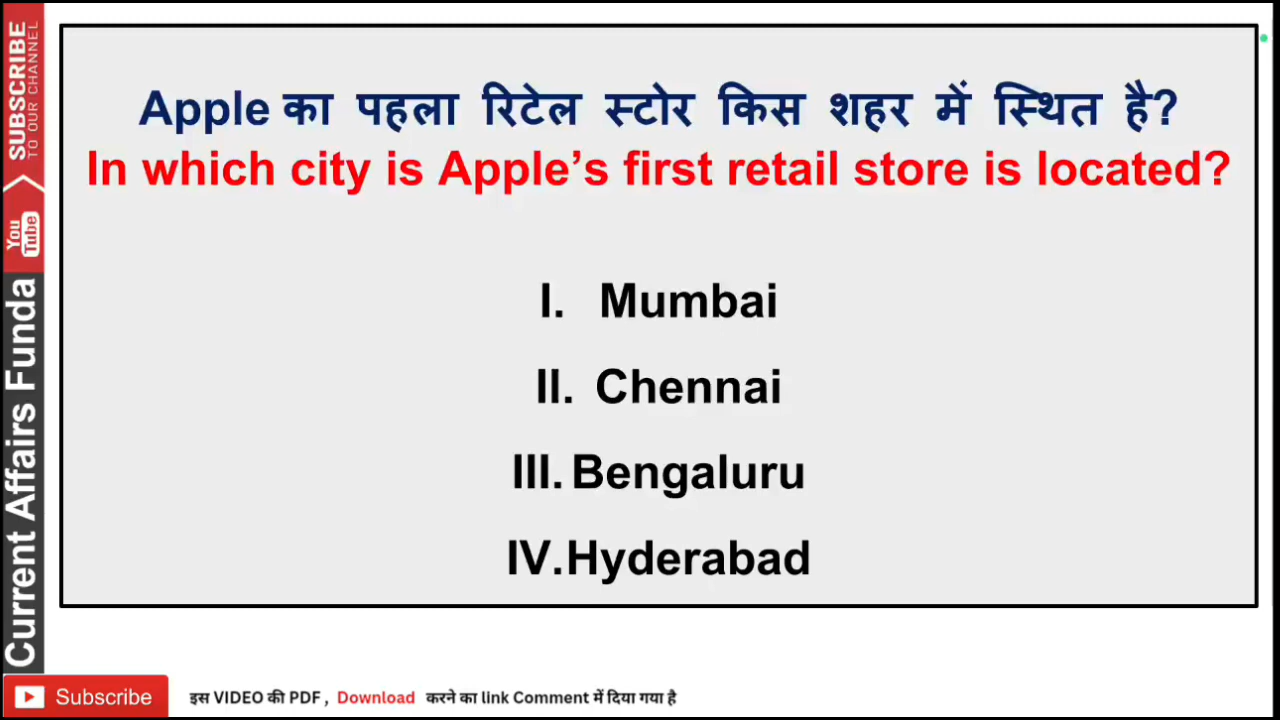 Apple का पहला रिटेल स्टोर किस शहर में स्थित है?
In which city is Apple’s first retail store is located?
I. Mumbai
II. Chennai
III. Bengaluru
IV. Hyderabad
SUBSCRIBE
TO OUR CHANNEL
You
Tube
Current Affairs Funda
Subscribe
इस VIDEO की PDF , Download करने का link Comment में दिया गया है